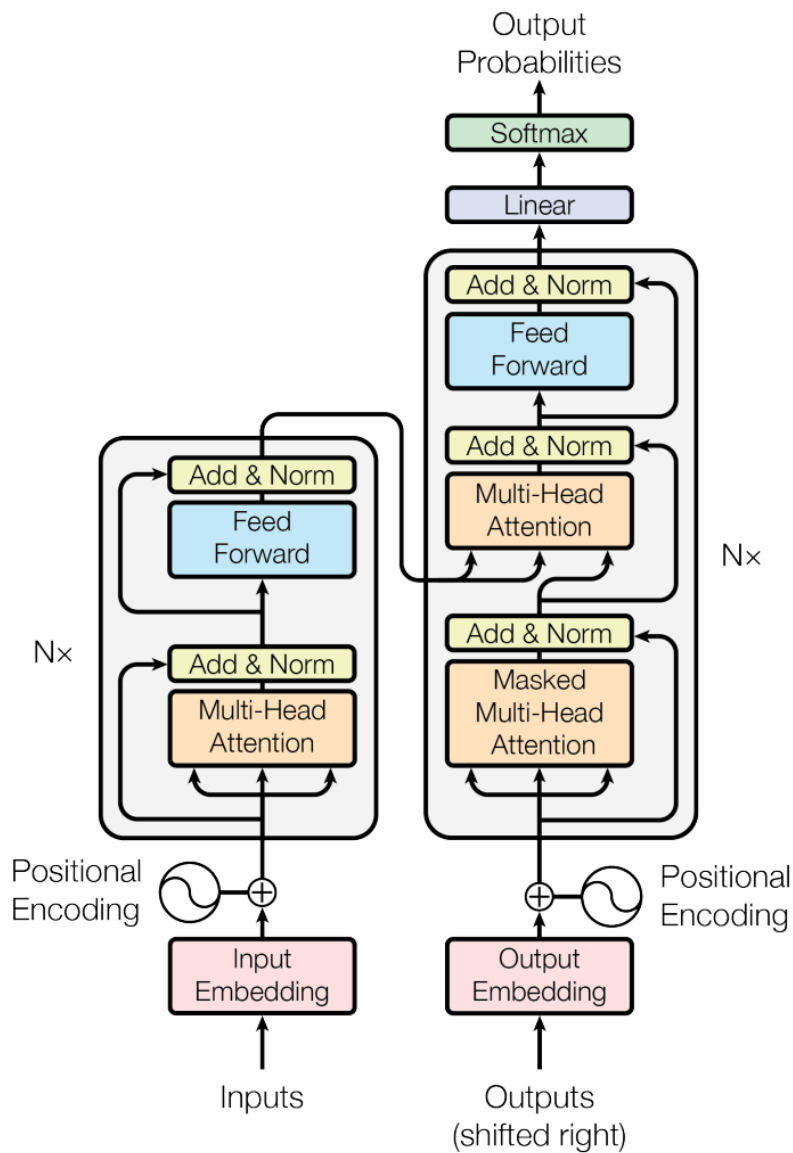 Output
Probabilities
Softmax
Linear
Add & Norm
Feed
Forward
Add & Norm
Multi-Head
Attention
Add & Norm
Masked
Multi-Head
Attention
Nx
Add & Norm
Feed
Forward
Add & Norm
Multi-Head
Attention
Nx
Positional
Encoding
Positional
Encoding
Input
Embedding
Output
Embedding
Inputs
Outputs
(shifted right)